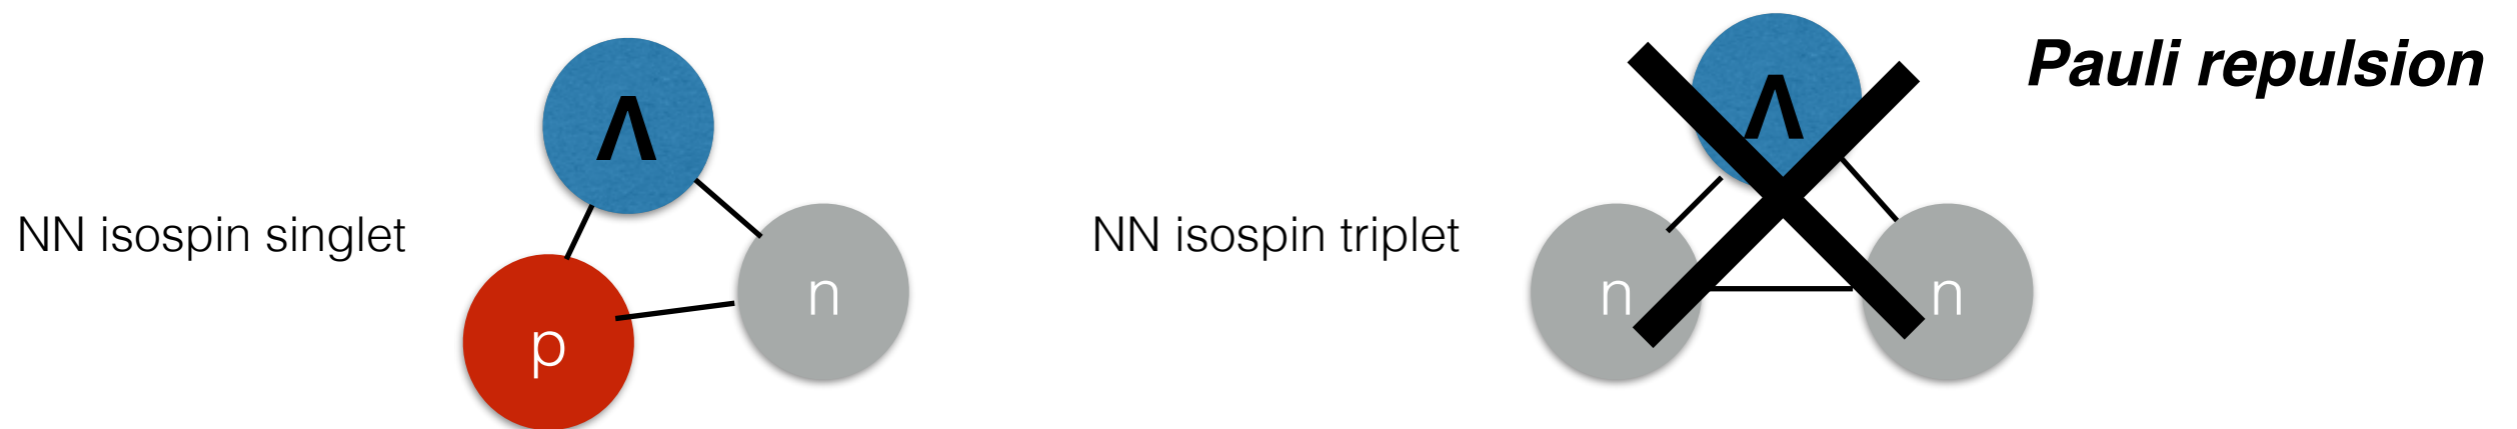 Pauli repulsion
Λ
Λ
NN isospin singlet
NN isospin triplet
n
n
n
p